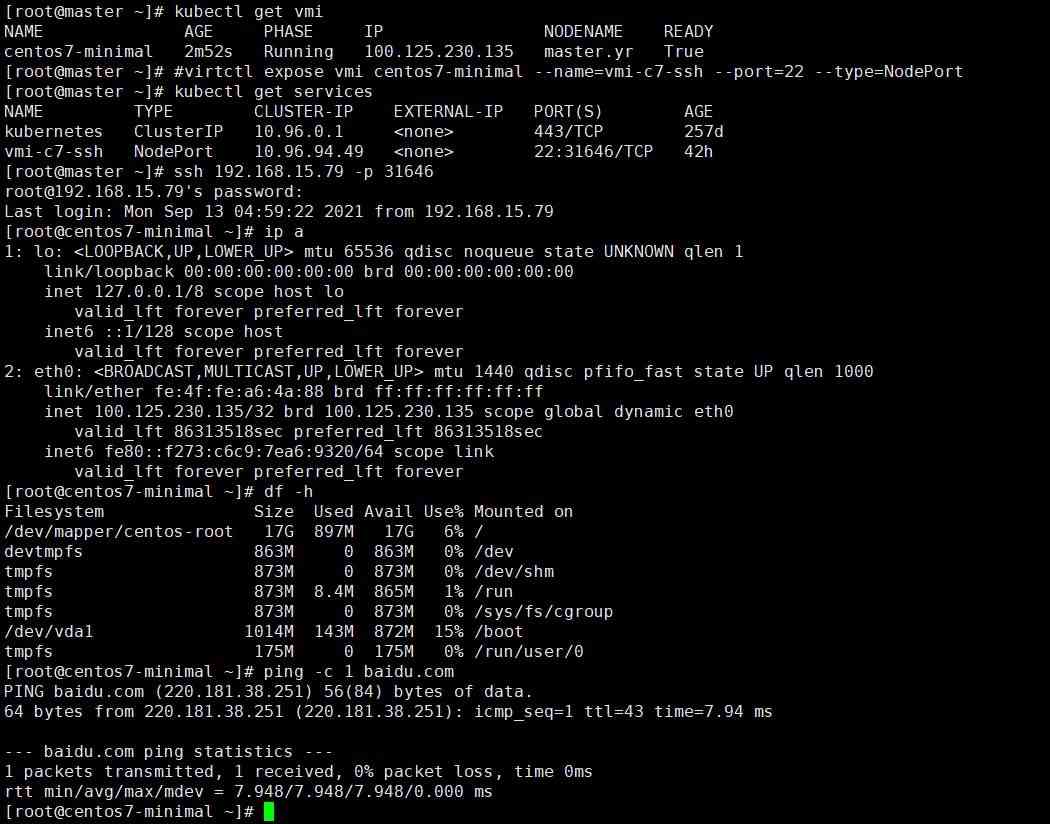 [root@master ~]# kubectl get vmi
NAME              AGE     PHASE     IP                NODENAME    READY
centos7-minimal   2m52s   Running   100.125.230.135   master.yr   True
[root@master ~]# #virtctl expose vmi centos7-minimal --name=vmi-c7-ssh --port=22 --type=NodePort
[root@master ~]# kubectl get services
NAME         TYPE        CLUSTER-IP    EXTERNAL-IP   PORT(S)        AGE
kubernetes   ClusterIP   10.96.0.1     <none>        443/TCP        257d
vmi-c7-ssh   NodePort    10.96.94.49   <none>        22:31646/TCP   42h
[root@master ~]# ssh 192.168.15.79 -p 31646
root@192.168.15.79's password:
Last login: Mon Sep 13 04:59:22 2021 from 192.168.15.79
[root@centos7-minimal ~]# ip a
1: lo: <LOOPBACK,UP,LOWER_UP> mtu 65536 qdisc noqueue state UNKNOWN qlen 1
    link/loopback 00:00:00:00:00:00 brd 00:00:00:00:00:00
    inet 127.0.0.1/8 scope host lo
       valid_lft forever preferred_lft forever
    inet6 ::1/128 scope host
       valid_lft forever preferred_lft forever
2: eth0: <BROADCAST,MULTICAST,UP,LOWER_UP> mtu 1440 qdisc pfifo_fast state UP qlen 1000
    link/ether fe:4f:fe:a6:4a:88 brd ff:ff:ff:ff:ff:ff
    inet 100.125.230.135/32 brd 100.125.230.135 scope global dynamic eth0
       valid_lft 86313518sec preferred_lft 86313518sec
    inet6 fe80::f273:c6c9:7ea6:9320/64 scope link
       valid_lft forever preferred_lft forever
[root@centos7-minimal ~]# df -h
Filesystem               Size  Used Avail Use% Mounted on
/dev/mapper/centos-root   17G  897M   17G   6% /
devtmpfs                 863M     0  863M   0% /dev
tmpfs                    873M     0  873M   0% /dev/shm
tmpfs                    873M  8.4M  865M   1% /run
tmpfs                    873M     0  873M   0% /sys/fs/cgroup
/dev/vda1               1014M  143M  872M  15% /boot
tmpfs                    175M     0  175M   0% /run/user/0
[root@centos7-minimal ~]# ping -c 1 baidu.com
PING baidu.com (220.181.38.251) 56(84) bytes of data.
64 bytes from 220.181.38.251 (220.181.38.251): icmp_seq=1 ttl=43 time=7.94 ms

--- baidu.com ping statistics ---
1 packets transmitted, 1 received, 0% packet loss, time 0ms
rtt min/avg/max/mdev = 7.948/7.948/7.948/0.000 ms
[root@centos7-minimal ~]#